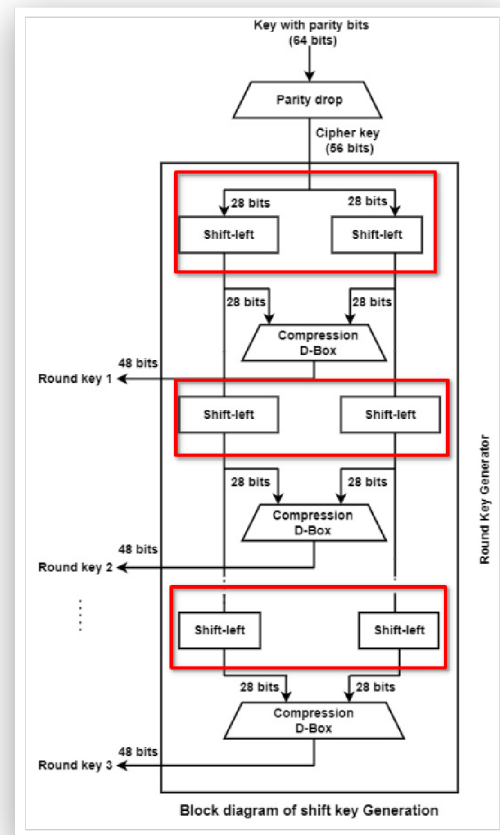 Key with parity bits
(64 bits)
Parity drop
Cipher key
(56 bits)
28 bits 28 bits
Shift-left Shift-left
28 bits 28 bits
Compression
D-Box
48 bits
Round key 1
Shift-left Shift-left
28 bits 28 bits
Compression
D-Box
48 bits
Round key 2
Shift-left Shift-left
28 bits 28 bits
Compression
D-Box
48 bits
Round key 3
Round Key Generator
Block diagram of shift key Generation